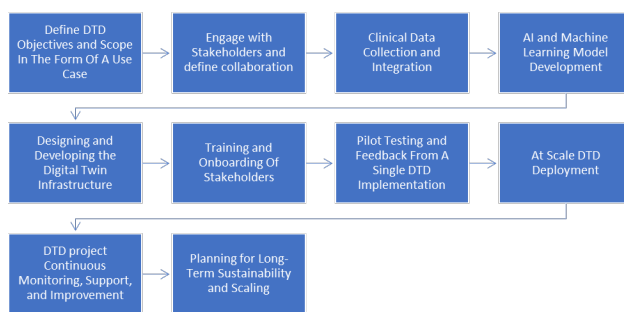 Define DTD
Objectives and Scope
In The Form Of A Use
Case
Engage with
Stakeholders and
define collaboration
Clinical Data
Collection and
Integration
AI and Machine
Learning Model
Development
Designing and
Developing the
Digital Twin
Infrastructure
Training and
Onboarding Of
Stakeholders
Pilot Testing and
Feedback From A
Single DTD
Implementation
At Scale DTD
Deployment
DTD project
Continuous
Monitoring, Support,
and Improvement
Planning for Long-
Term Sustainability
and Scaling